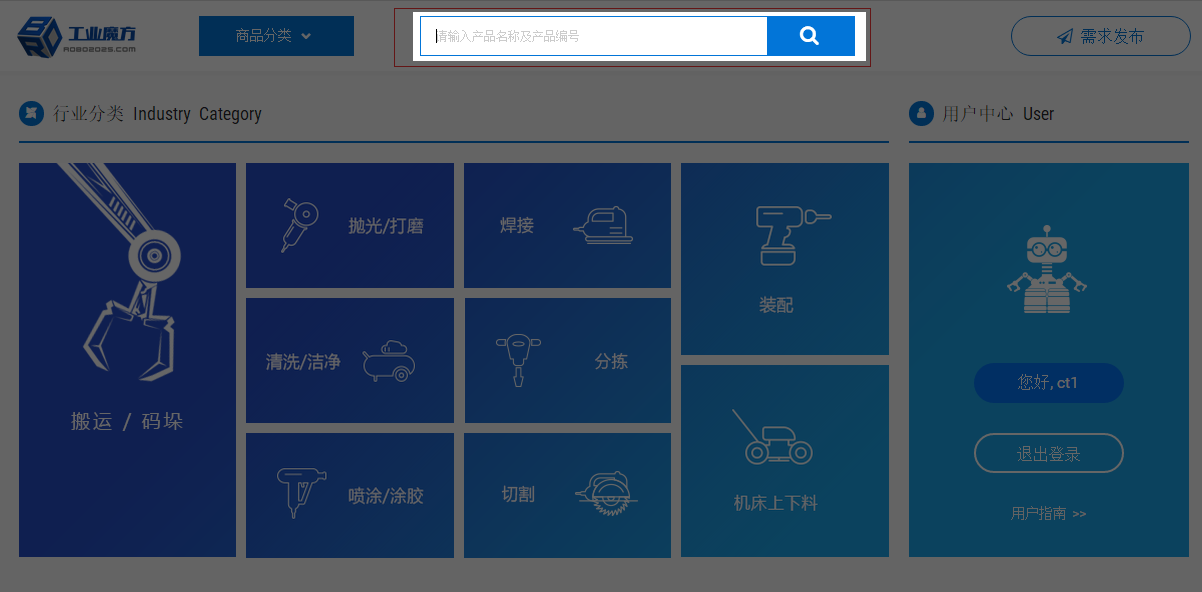 工业魔方
ROBO2025.COM
商品分类
请输入产品名称及产品编号
需求发布
行业分类 Industry Category
用户中心 User
搬运 / 码垛
抛光/打磨
焊接
装配
清洗/洁净
分拣
喷涂/涂胶
切割
机床上下料
您好, ct1
退出登录
用户指南 >>